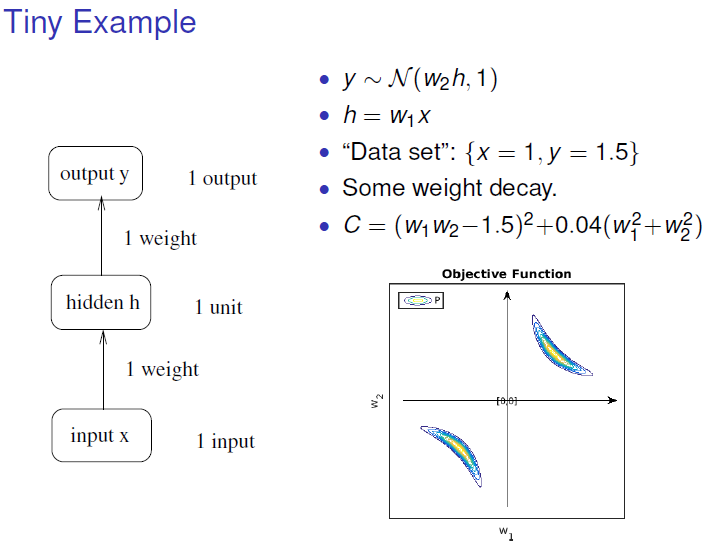 Tiny Example
output y
1 output
1 weight
hidden h
1 unit
1 weight
input x
1 input
• y ∼ N(w₂h, 1)
• h = w₁x
• “Data set”: {x = 1, y = 1.5}
• Some weight decay.
• C = (w₁w₂−1.5)²+0.04(w₁²+w₂²)
Objective Function
P
w₂
[0,0]
w₁